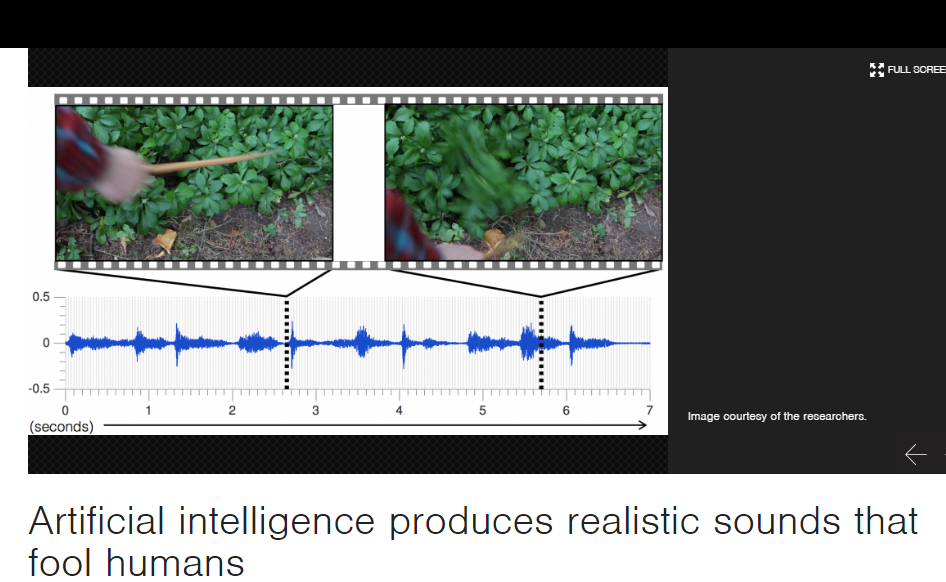 FULL SCREE
0.5
0
-0.5
0 1 2 3 4 5 6 7
(seconds)
Image courtesy of the researchers.
Artificial intelligence produces realistic sounds that
fool humans